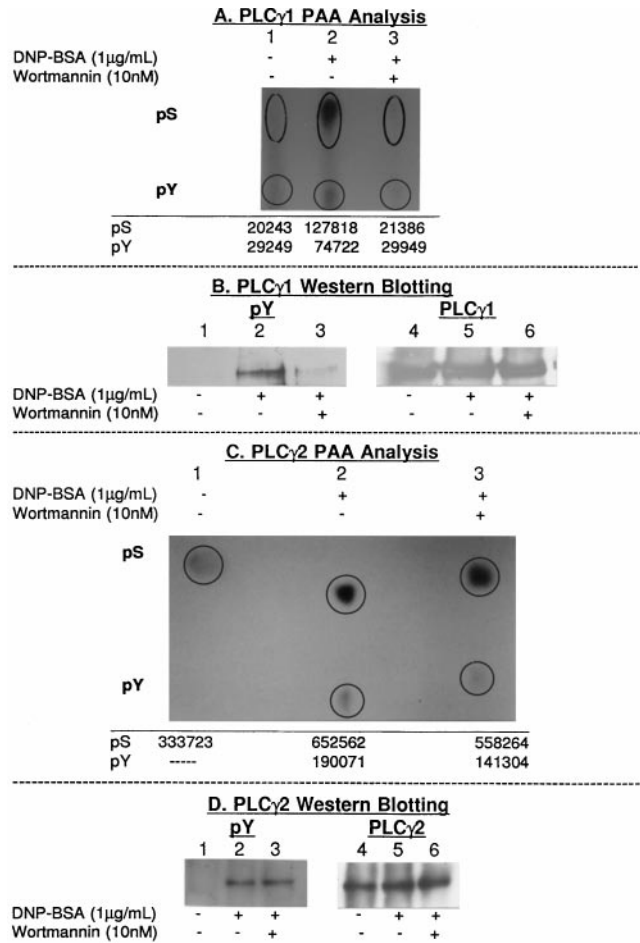 A. PLCγ1 PAA Analysis
1 2 3
DNP-BSA (1μg/mL) - + +
Wortmannin (10nM) - - +
pS
pY
pS 20243 127818 21386
pY 29249 74722 29949
B. PLCγ1 Western Blotting
pY PLCγ1
1 2 3 4 5 6
DNP-BSA (1μg/mL) - + + - + +
Wortmannin (10nM) - - + - - +
C. PLCγ2 PAA Analysis
1 2 3
DNP-BSA (1μg/mL) - + +
Wortmannin (10nM) - - +
pS
pY
pS 333723 652562 558264
pY ----- 190071 141304
D. PLCγ2 Western Blotting
pY PLCγ2
1 2 3 4 5 6
DNP-BSA (1μg/mL) - + + - + +
Wortmannin (10nM) - - + - - +